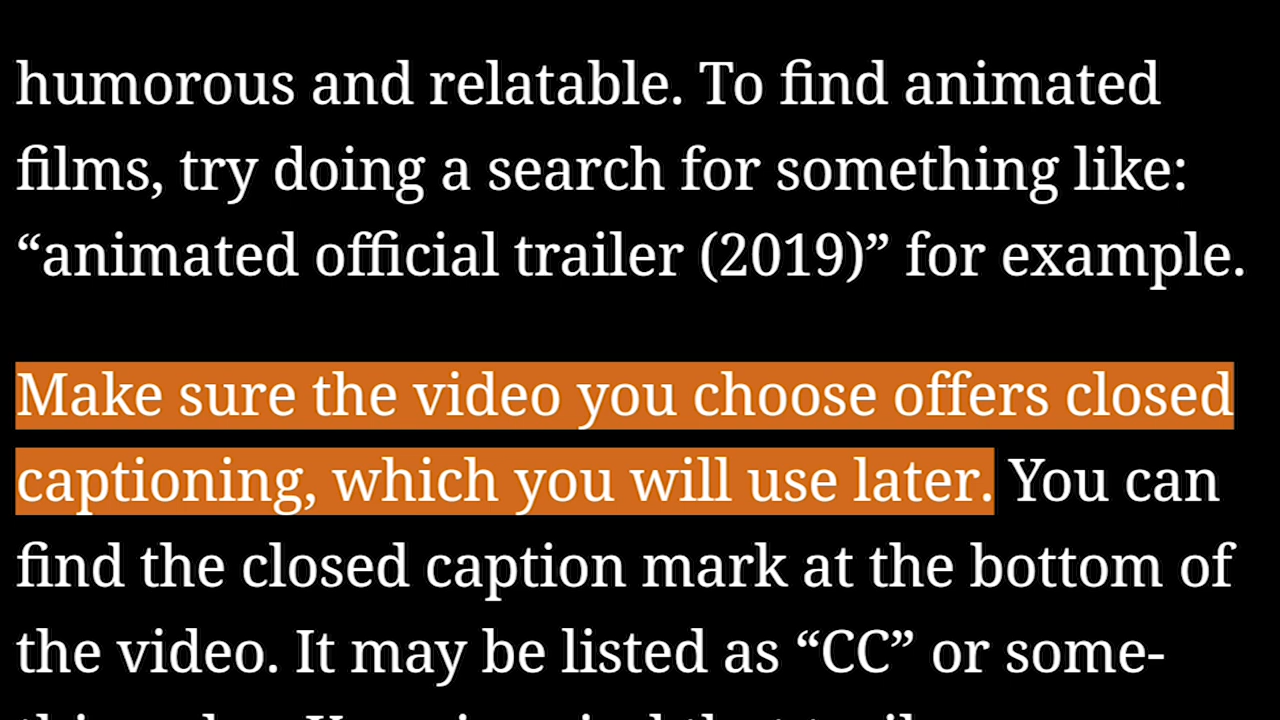 humorous and relatable. To find animated
films, try doing a search for something like:
“animated official trailer (2019)” for example.
Make sure the video you choose offers closed
captioning, which you will use later. You can
find the closed caption mark at the bottom of
the video. It may be listed as “CC” or some-